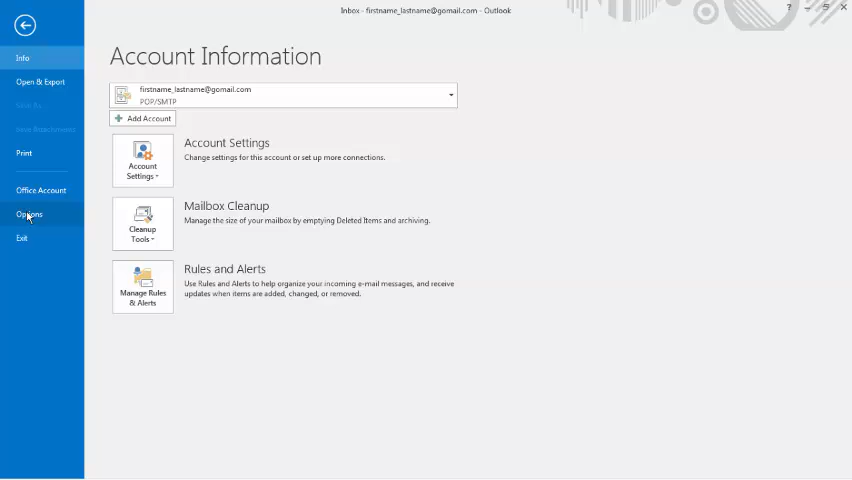 Inbox - firstname_lastname@gomail.com - Outlook
?
Info
Open & Export
Save As
Save Attachments
Print
Office Account
Options
Exit
Account Information
firstname_lastname@gomail.com
POP/SMTP
Add Account
Account
Settings
Account Settings
Change settings for this account or set up more connections.
Cleanup
Tools
Mailbox Cleanup
Manage the size of your mailbox by emptying Deleted Items and archiving.
Manage Rules
& Alerts
Rules and Alerts
Use Rules and Alerts to help organize your incoming e-mail messages, and receive
updates when items are added, changed, or removed.